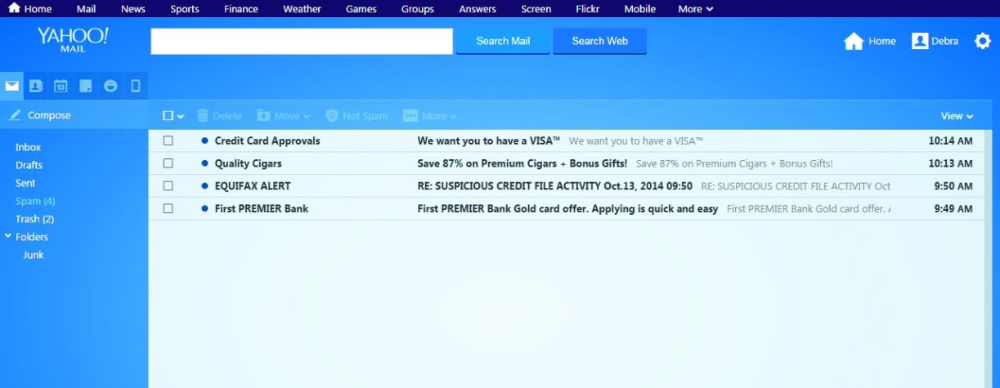 Home Mail News Sports Finance Weather Games Groups Answers Screen Flickr Mobile More
YAHOO!
MAIL
Search Mail Search Web Home Debra
13
Compose Delete Move Not Spam More View
Inbox
Drafts
Sent
Spam (4)
Trash (2)
Folders
Junk
Credit Card Approvals We want you to have a VISA™ We want you to have a VISA™ 10:14 AM
Quality Cigars Save 87% on Premium Cigars + Bonus Gifts! Save 87% on Premium Cigars + Bonus Gifts! 10:13 AM
EQUIFAX ALERT RE: SUSPICIOUS CREDIT FILE ACTIVITY Oct.13, 2014 09:50 RE: SUSPICIOUS CREDIT FILE ACTIVITY Oct 9:50 AM
First PREMIER Bank First PREMIER Bank Gold card offer. Applying is quick and easy First PREMIER Bank Gold card offer. 9:49 AM